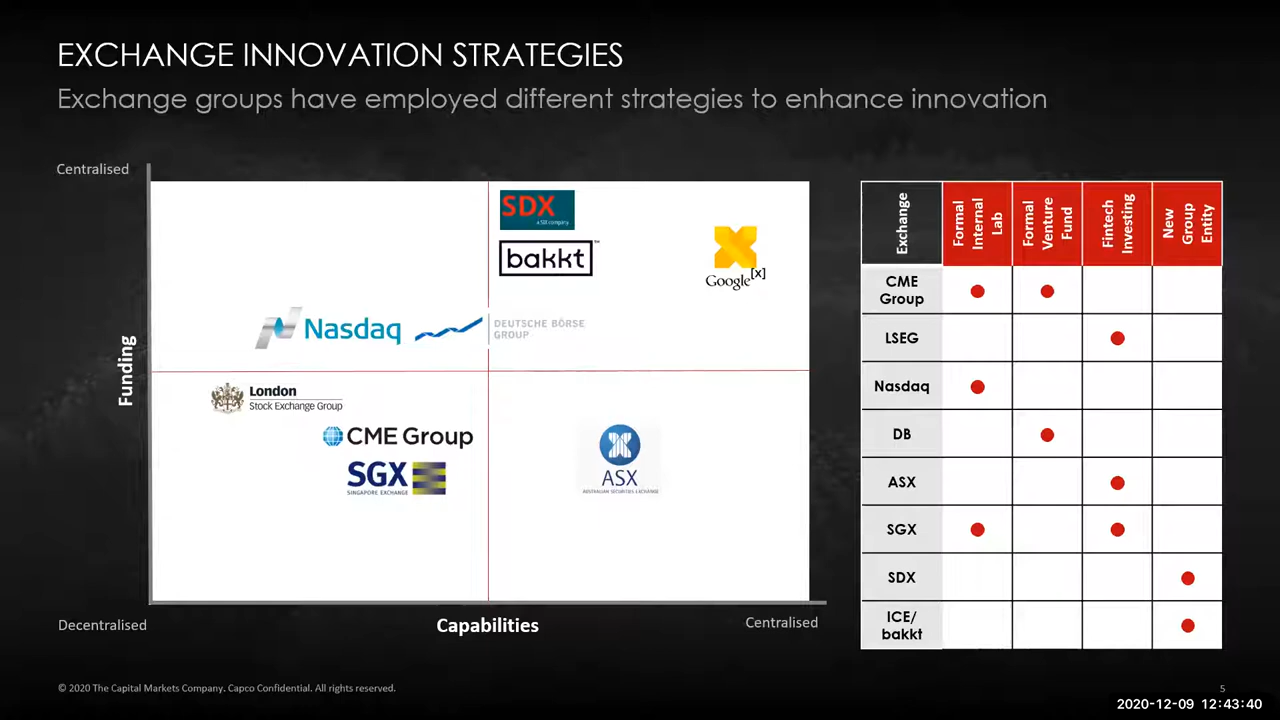 EXCHANGE INNOVATION STRATEGIES
Exchange groups have employed different strategies to enhance innovation
Centralised
Funding
SDX
a SIX company
bakkt™
Google[x]
Nasdaq
DEUTSCHE BÖRSE
GROUP
London
Stock Exchange Group
CME Group
SGX
SINGAPORE EXCHANGE
ASX
AUSTRALIAN SECURITIES EXCHANGE
Decentralised
Capabilities
Centralised
Exchange
Formal
Internal
Lab
Formal
Venture
Fund
Fintech
Investing
New
Group
Entity
CME
Group
LSEG
Nasdaq
DB
ASX
SGX
SDX
ICE/
bakkt
© 2020 The Capital Markets Company. Capco Confidential. All rights reserved.
5
2020-12-09 12:43:40